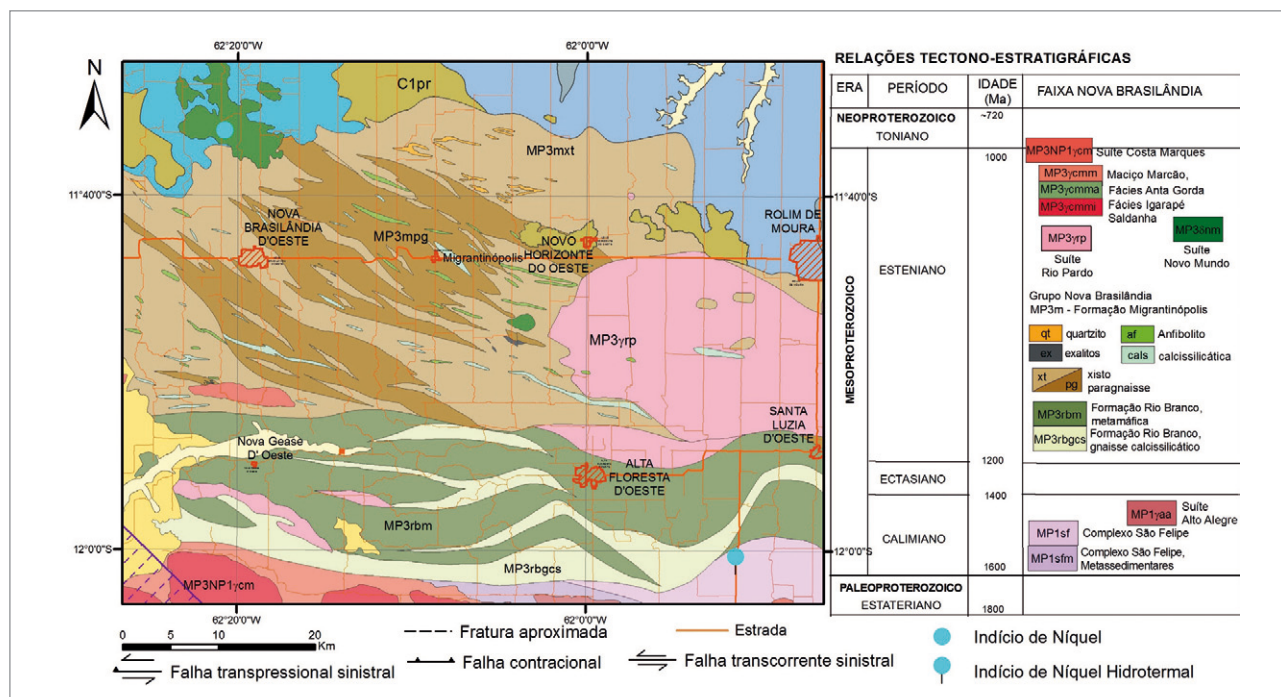 62°20'0"W
62°0'0"W
N
C1pr
MP3mxt
11°40'0"S
11°40'0"S
NOVA
BRASILÂNDIA
D'OESTE
MP3mpg
Migrantinópolis
NOVO
HORIZONTE
DO OESTE
ROLIM DE
MOURA
MP3γrp
SANTA
LUZIA
D'OESTE
Nova Gease
D' Oeste
ALTA
FLORESTA
D'OESTE
MP3rbm
12°0'0"S
12°0'0"S
MP3rbgcs
MP3NP1γcm
62°20'0"W
62°0'0"W
RELAÇÕES TECTONO-ESTRATIGRÁFICAS
ERA
PERÍODO
IDADE
(Ma)
FAIXA NOVA BRASILÂNDIA
NEOPROTEROZOICO
~720
TONIANO
MESOPROTEROZOICO
1000
MP3NP1γcm Suíte Costa Marques
MP3γcmm Maciço Marcão,
MP3γcmma Fácies Anta Gorda
MP3γcmmi Fácies Igarapé
Saldanha
ESTENIANO
MP3γrp
Suíte
Rio Pardo
MP3δnm
Suíte
Novo Mundo
Grupo Nova Brasilândia
MP3m - Formação Migrantinópolis
qt quartzito
af Anfibolito
ex exalitos
cals calcissilicática
xt xisto
pg paragnaisse
MP3rbm Formação Rio Branco,
metamáfica
MP3rbgcs Formação Rio Branco,
gnaisse calcissilicático
1200
ECTASIANO
1400
CALIMIANO
MP1γaa Suíte
Alto Alegre
MP1sf Complexo São Felipe
MP1sfm Complexo São Felipe,
Metassedimentares
1600
PALEOPROTEROZOICO
ESTATERIANO
1800
0 5 10 20
Km
Fratura aproximada
Estrada
Indício de Níquel
Falha transpressional sinistral
Falha contracional
Falha transcorrente sinistral
Indício de Níquel Hidrotermal